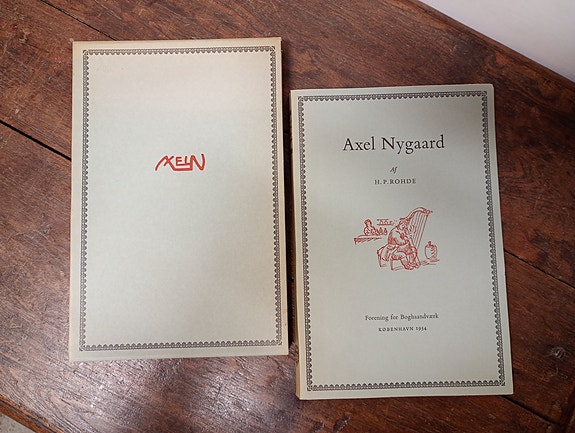 AXEL N
Axel Nygaard
Af
H. P. ROHDE
Forening for Boghaandværk
KØBENHAVN 1954